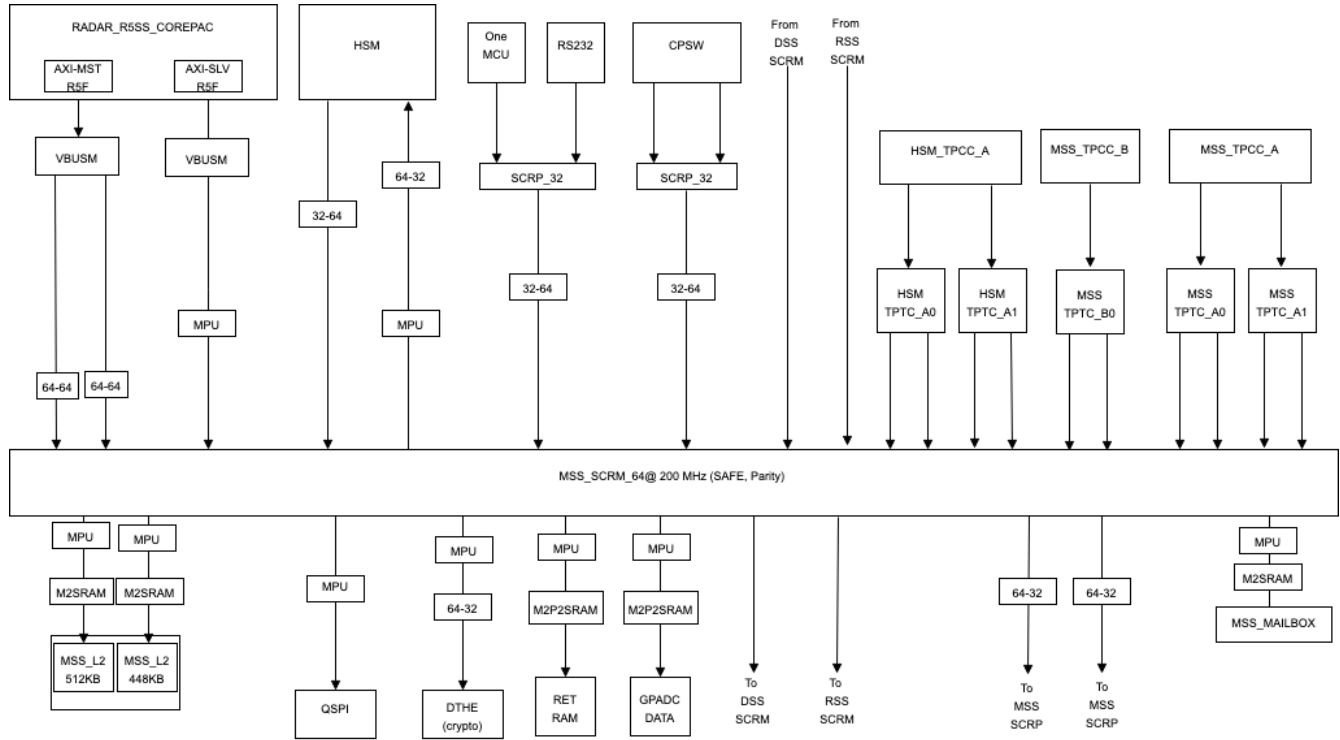 RADAR_R5SS_COREPAC
AXI-MST
R5F
AXI-SLV
R5F
HSM
One
MCU
RS232
CPSW
From
DSS
SCRM
From
RSS
SCRM
VBUSM
VBUSM
64-32
SCRP_32
SCRP_32
HSM_TPCC_A
MSS_TPCC_B
MSS_TPCC_A
32-64
32-64
32-64
MPU
MPU
HSM
TPTC_A0
HSM
TPTC_A1
MSS
TPTC_B0
MSS
TPTC_A0
MSS
TPTC_A1
64-64
64-64
MSS_SCRM_64@ 200 MHz (SAFE, Parity)
MPU
MPU
MPU
MPU
MPU
MPU
MPU
M2SRAM
M2SRAM
64-32
M2P2SRAM
M2P2SRAM
64-32
64-32
M2SRAM
MSS_MAILBOX
MSS_L2
512KB
MSS_L2
448KB
QSPI
DTHE
(crypto)
RET
RAM
GPADC
DATA
To
DSS
SCRM
To
RSS
SCRM
To
MSS
SCRP
To
MSS
SCRP